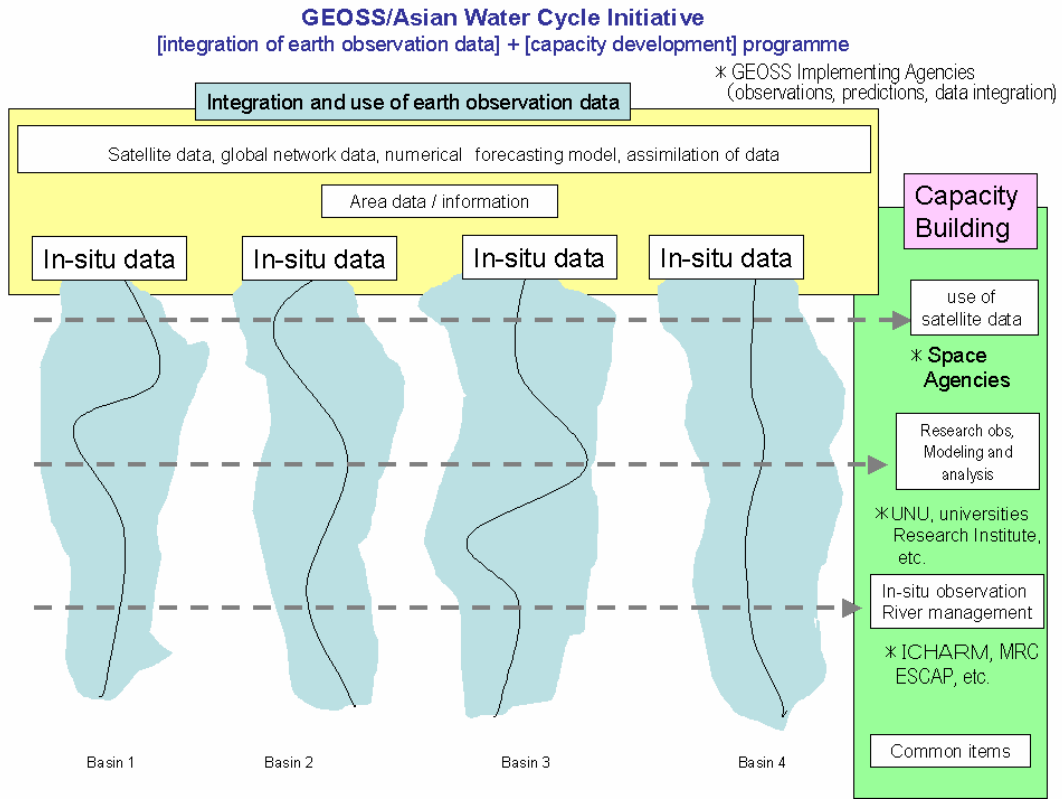 GEOSS/Asian Water Cycle Initiative
[integration of earth observation data] + [capacity development] programme
* GEOSS Implementing Agencies
(observations, predictions, data integration)
Integration and use of earth observation data
Satellite data, global network data, numerical forecasting model, assimilation of data
Area data / information
Capacity
Building
In-situ data
In-situ data
In-situ data
In-situ data
use of
satellite data
* Space
Agencies
Research obs,
Modeling and
analysis
* UNU, universities
Research Institute,
etc.
In-situ observation
River management
* ICHARM, MRC
ESCAP, etc.
Common items
Basin 1
Basin 2
Basin 3
Basin 4